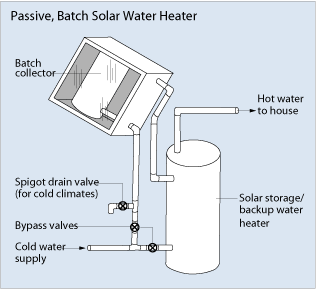 Passive, Batch Solar Water Heater
Batch
collector
Hot water
to house
Spigot drain valve
(for cold climates)
Solar storage/
backup water
heater
Bypass valves
Cold water
supply